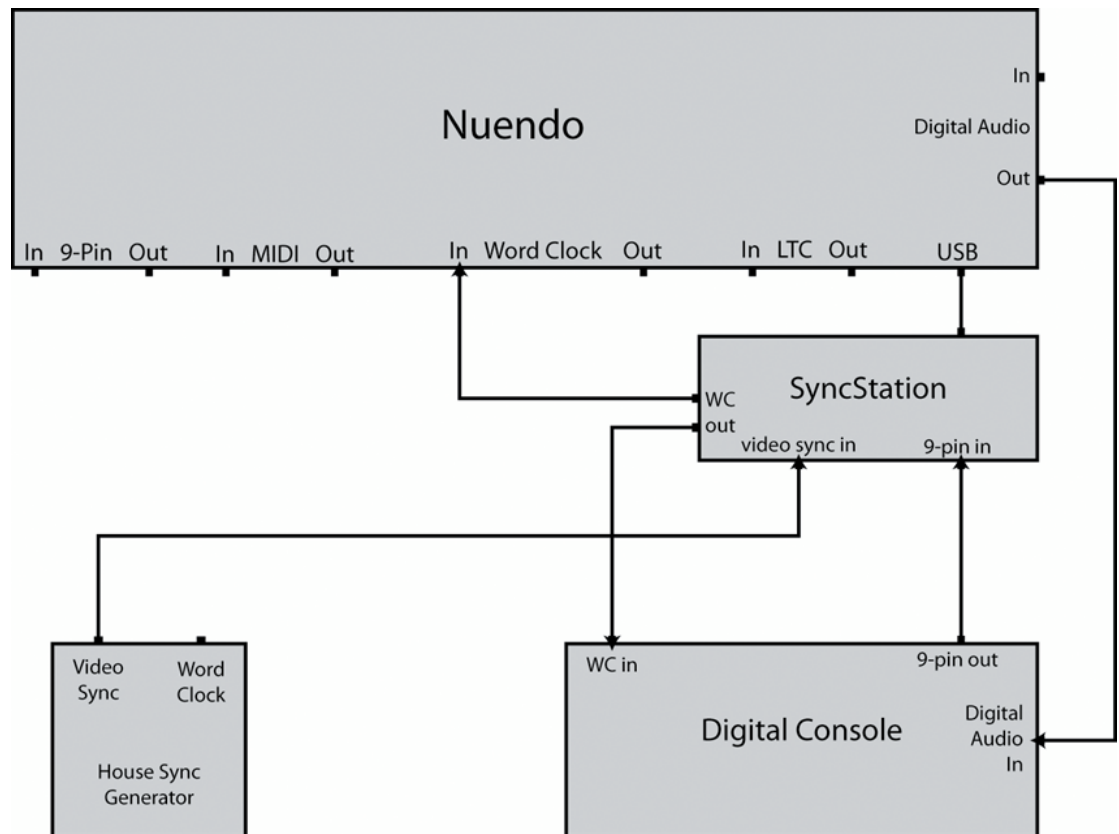 In
Nuendo
Digital Audio
Out
In 9-Pin Out In MIDI Out In Word Clock Out In LTC Out USB
SyncStation
WC
out
video sync in 9-pin in
Video
Sync
Word
Clock
House Sync
Generator
WC in 9-pin out
Digital Console
Digital
Audio
In